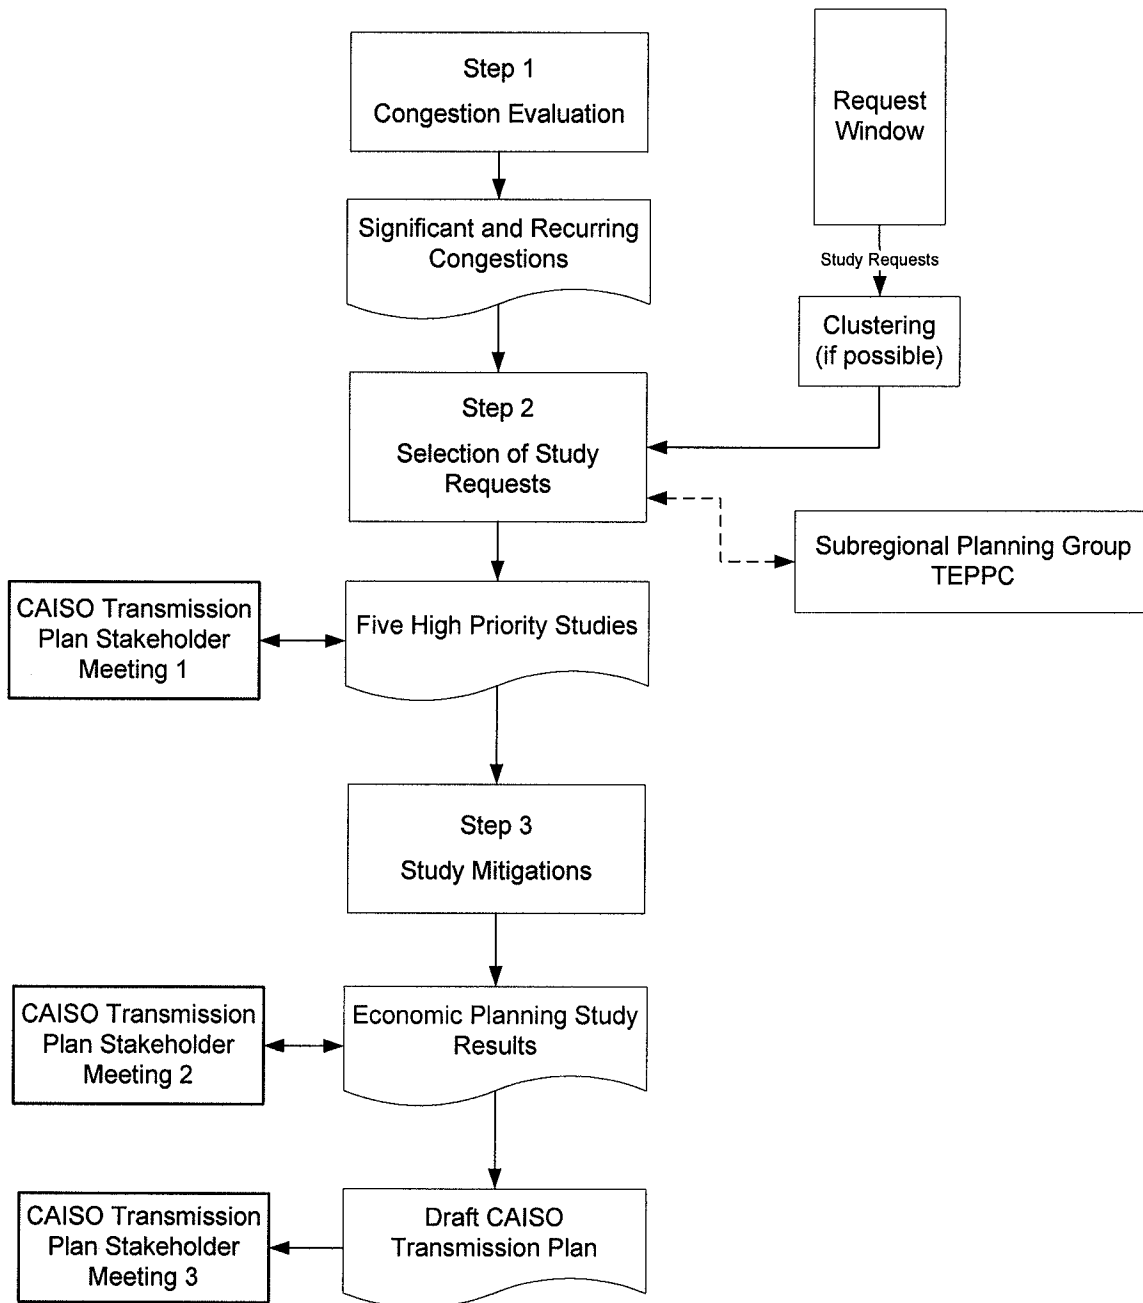 Step 1
Congestion Evaluation
Request
Window
Significant and Recurring
Congestions
Study Requests
Clustering
(if possible)
Step 2
Selection of Study
Requests
Subregional Planning Group
TEPPC
CAISO Transmission
Plan Stakeholder
Meeting 1
Five High Priority Studies
Step 3
Study Mitigations
CAISO Transmission
Plan Stakeholder
Meeting 2
Economic Planning Study
Results
CAISO Transmission
Plan Stakeholder
Meeting 3
Draft CAISO
Transmission Plan